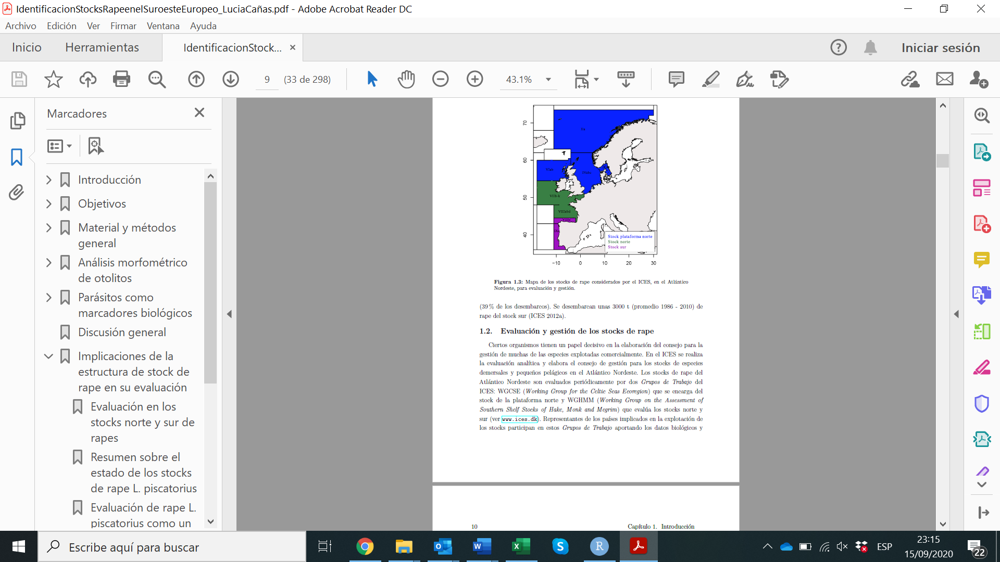 IdentificacionStocksRapeenelSuroesteEuropeo_LuciaCañas.pdf - Adobe Acrobat Reader DC
Archivo Edición Ver Firmar Ventana Ayuda
Inicio Herramientas IdentificacionStock... × Iniciar sesión
9 (33 de 298) 43.1%
Marcadores
Introducción
Objetivos
Material y métodos
general
Análisis morfométrico
de otolitos
Parásitos como
marcadores biológicos
Discusión general
Implicaciones de la
estructura de stock de
rape en su evaluación
Evaluación en los
stocks norte y sur de
rapes
Resumen sobre el
estado de los stocks
de rape L. piscatorius
Evaluación de rape L.
piscatorius como un
70
60
50
40
IIa
VIab
IVabc
VIIb-k
VIIIabd
VIIIc
IXa
Stock plataforma norte
Stock norte
Stock sur
−10 0 10 20 30
Figura 1.3: Mapa de los stocks de rape considerados por el ICES, en el Atlántico
Nordeste, para evaluación y gestión.
(39 % de los desembarcos). Se desembarcan unas 3000 t (promedio 1986 - 2010) de
rape del stock sur (ICES 2012a).
1.2. Evaluación y gestión de los stocks de rape
Ciertos organismos tienen un papel decisivo en la elaboración del consejo para la
gestión de muchas de las especies explotadas comercialmente. En el ICES se realiza
la evaluación analítica y elabora el consejo de gestión para los stocks de especies
demersales y pequeños pelágicos en el Atlántico Nordeste. Los stocks de rape del
Atlántico Nordeste son evaluados periódicamente por dos Grupos de Trabajo del
ICES: WGCSE (Working Group for the Celtic Seas Ecoregion) que se encarga del
stock de la plataforma norte y WGHMM (Working Group on the Assessment of
Southern Shelf Stocks of Hake, Monk and Megrim) que evalúa los stocks norte y
sur (ver www.ices.dk). Representantes de los países implicados en la explotación de
los stocks participan en estos Grupos de Trabajo aportando los datos biológicos y
10 Capítulo 1. Introducción
Escribe aquí para buscar
ESP
23:15
15/09/2020
22